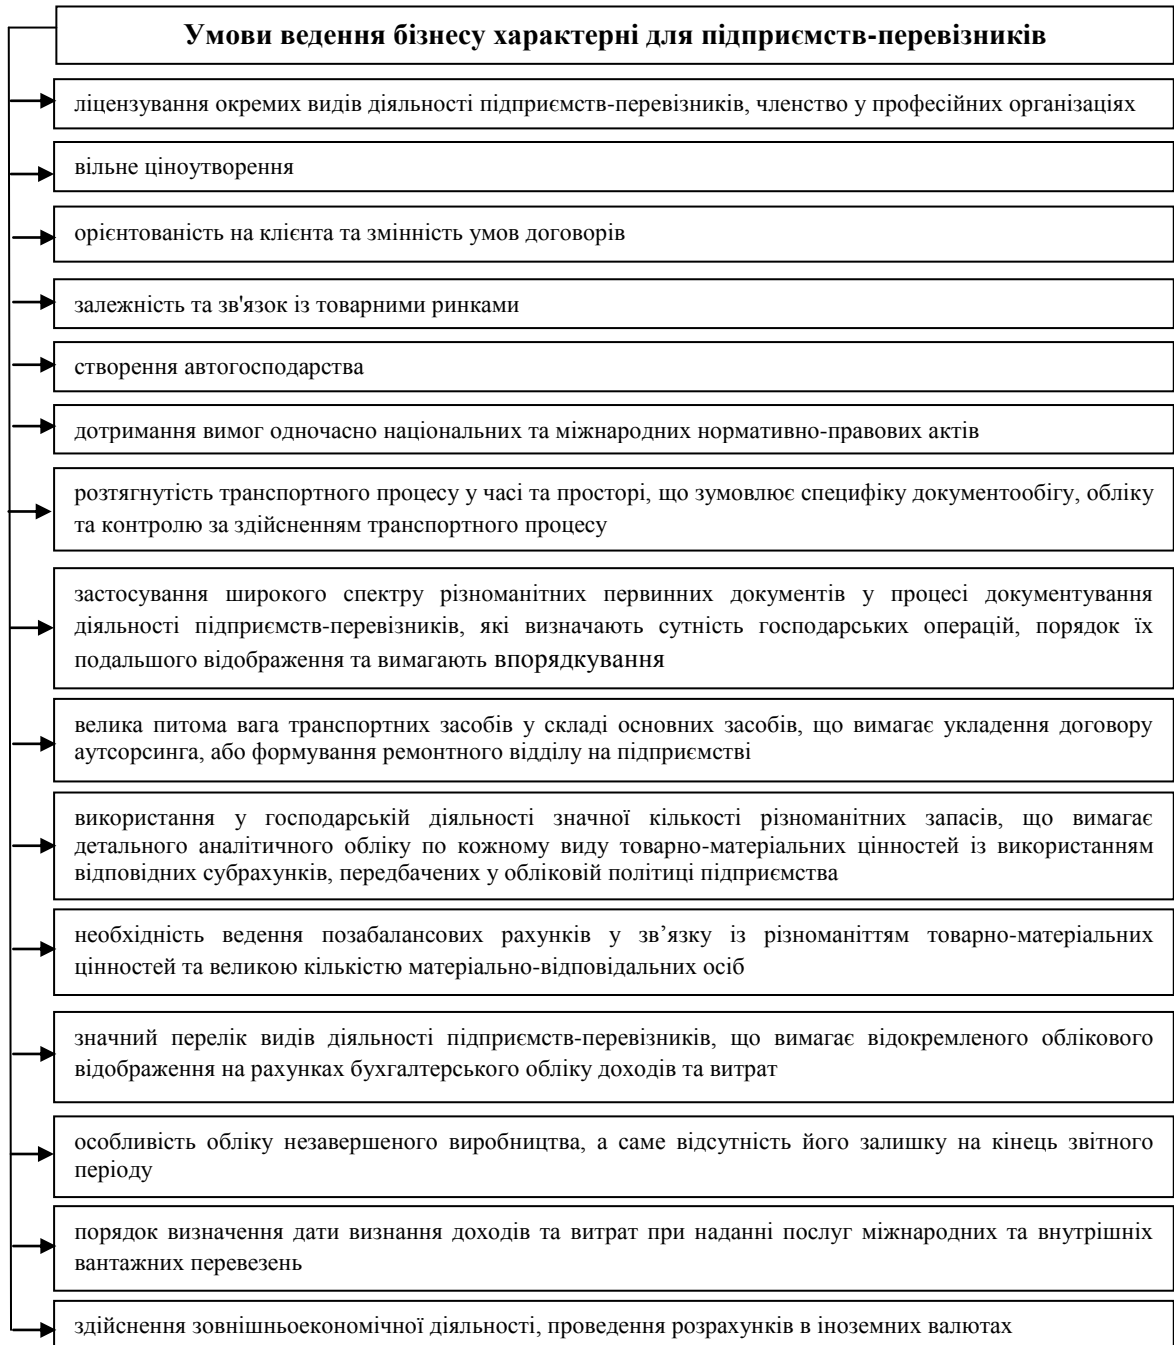 Умови ведення бізнесу характерні для підприємств-перевізників
ліцензування окремих видів діяльності підприємств-перевізників, членство у професійних організаціях
вільне ціноутворення
орієнтованість на клієнта та змінність умов договорів
залежність та зв'язок із товарними ринками
створення автогосподарства
дотримання вимог одночасно національних та міжнародних нормативно-правових актів
розтягнутість транспортного процесу у часі та просторі, що зумовлює специфіку документообігу, обліку
та контролю за здійсненням транспортного процесу
застосування широкого спектру різноманітних первинних документів у процесі документування
діяльності підприємств-перевізників, які визначають сутність господарських операцій, порядок їх
подальшого відображення та вимагають впорядкування
велика питома вага транспортних засобів у складі основних засобів, що вимагає укладення договору
аутсорсинга, або формування ремонтного відділу на підприємстві
використання у господарській діяльності значної кількості різноманітних запасів, що вимагає
детального аналітичного обліку по кожному виду товарно-матеріальних цінностей із використанням
відповідних субрахунків, передбачених у обліковій політиці підприємства
необхідність ведення позабалансових рахунків у зв’язку із різноманіттям товарно-матеріальних
цінностей та великою кількістю матеріально-відповідальних осіб
значний перелік видів діяльності підприємств-перевізників, що вимагає відокремленого облікового
відображення на рахунках бухгалтерського обліку доходів та витрат
особливість обліку незавершеного виробництва, а саме відсутність його залишку на кінець звітного
періоду
порядок визначення дати визнання доходів та витрат при наданні послуг міжнародних та внутрішніх
вантажних перевезень
здійснення зовнішньоекономічної діяльності, проведення розрахунків в іноземних валютах